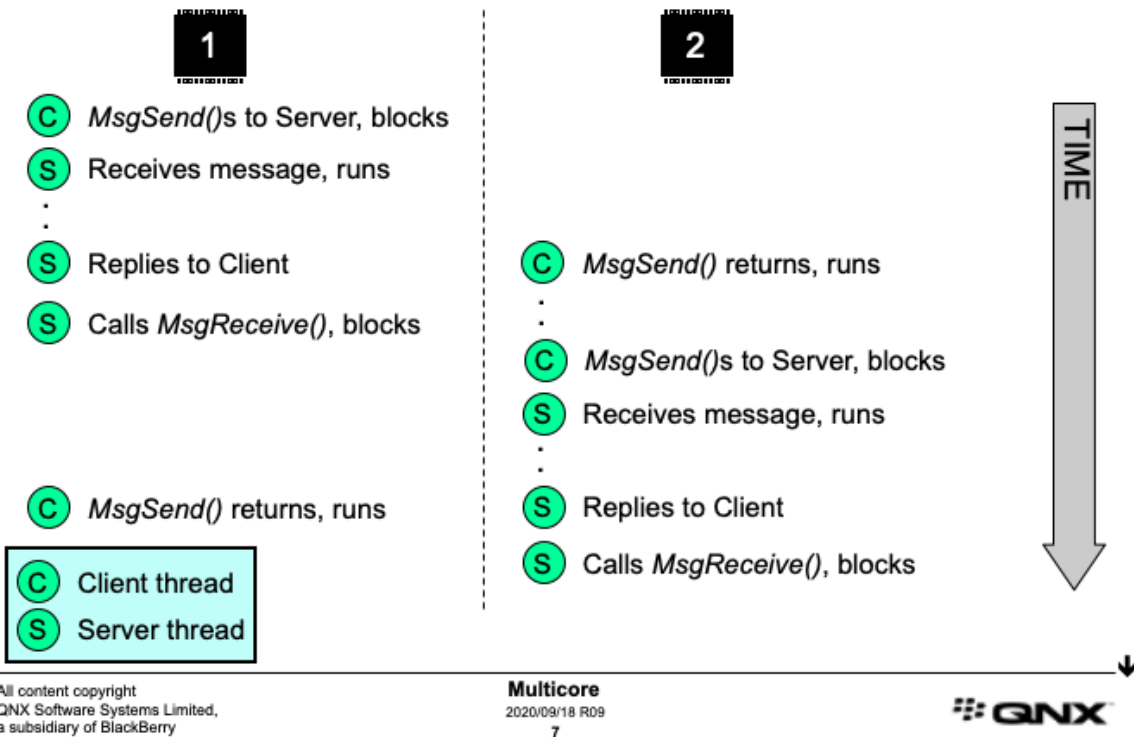 1
2
C MsgSend()s to Server, blocks
S Receives message, runs
S Replies to Client
S Calls MsgReceive(), blocks
C MsgSend() returns, runs
C Client thread
S Server thread
C MsgSend() returns, runs
C MsgSend()s to Server, blocks
S Receives message, runs
S Replies to Client
S Calls MsgReceive(), blocks
TIME
All content copyright
QNX Software Systems Limited,
a subsidiary of BlackBerry
Multicore
2020/09/18 R09
7
QNX